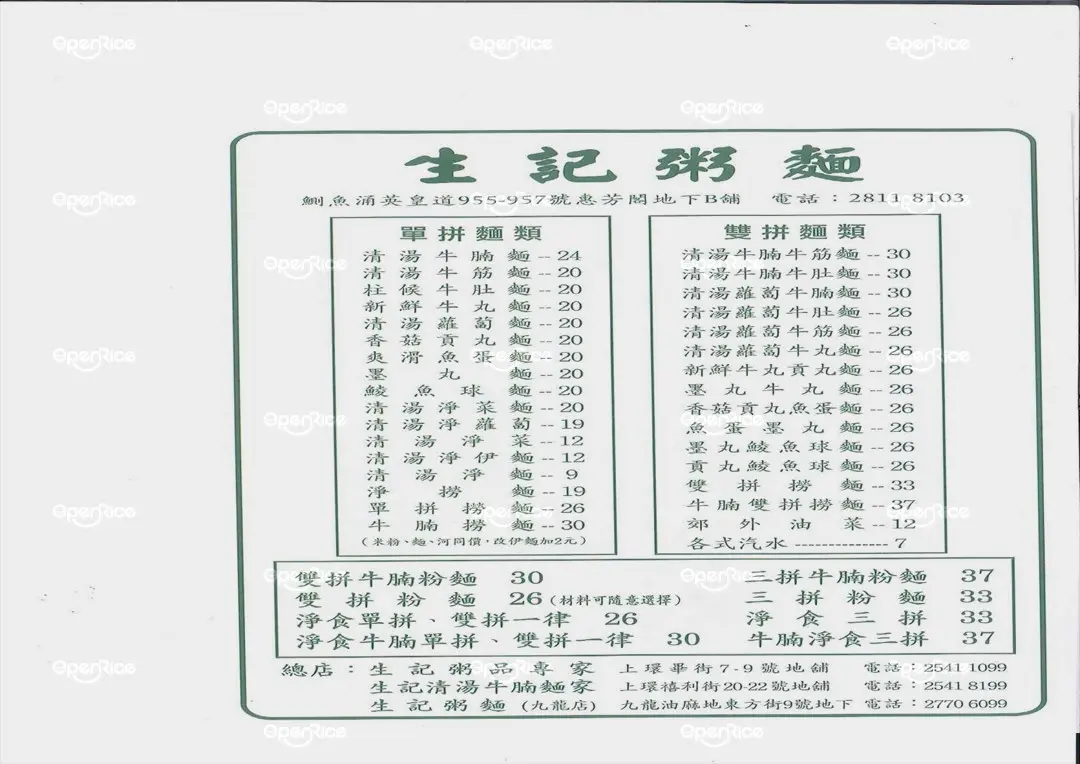 生記粥麵
鰂魚涌英皇道955-957號惠芳閣地下B舖 電話：2811 8103
單拼麵類
清湯牛腩麵--24
清湯牛筋麵--20
柱候牛肚麵--20
新鮮牛丸麵--20
清湯蘿蔔麵--20
香菇貢丸麵--20
爽滑魚蛋麵--20
墨丸麵--20
鯪魚球麵--20
清湯淨菜麵--20
清湯淨蘿蔔--19
清湯淨菜--12
清湯淨伊麵--12
清湯淨麵--9
淨撈麵--19
單拼撈麵--26
牛腩撈麵--30
(米粉、麵、河同價，改伊麵加2元)
雙拼麵類
清湯牛腩牛筋麵--30
清湯牛腩牛肚麵--30
清湯蘿蔔牛腩麵--30
清湯蘿蔔牛肚麵--26
清湯蘿蔔牛筋麵--26
清湯蘿蔔牛丸麵--26
新鮮牛丸貢丸麵--26
墨丸牛丸麵--26
香菇貢丸魚蛋麵--26
魚蛋墨丸麵--26
墨丸鯪魚球麵--26
貢丸鯪魚球麵--26
雙拼撈麵--33
牛腩雙拼撈麵--37
郊外油菜--12
各式汽水--------------7
雙拼牛腩粉麵 30 三拼牛腩粉麵 37
雙拼粉麵 26 (材料可隨意選擇) 三拼粉麵 33
淨食單拼、雙拼一律 26 淨食三拼 33
淨食牛腩單拼、雙拼一律 30 牛腩淨食三拼 37
總店：生記粥品專家 上環畢街7-9號地舖 電話：2541 1099
生記清湯牛腩麵家 上環禧利街20-22號地舖 電話：2541 8199
生記粥麵(九龍店) 九龍油麻地東方街9號地下 電話：2770 6099
OpenRice